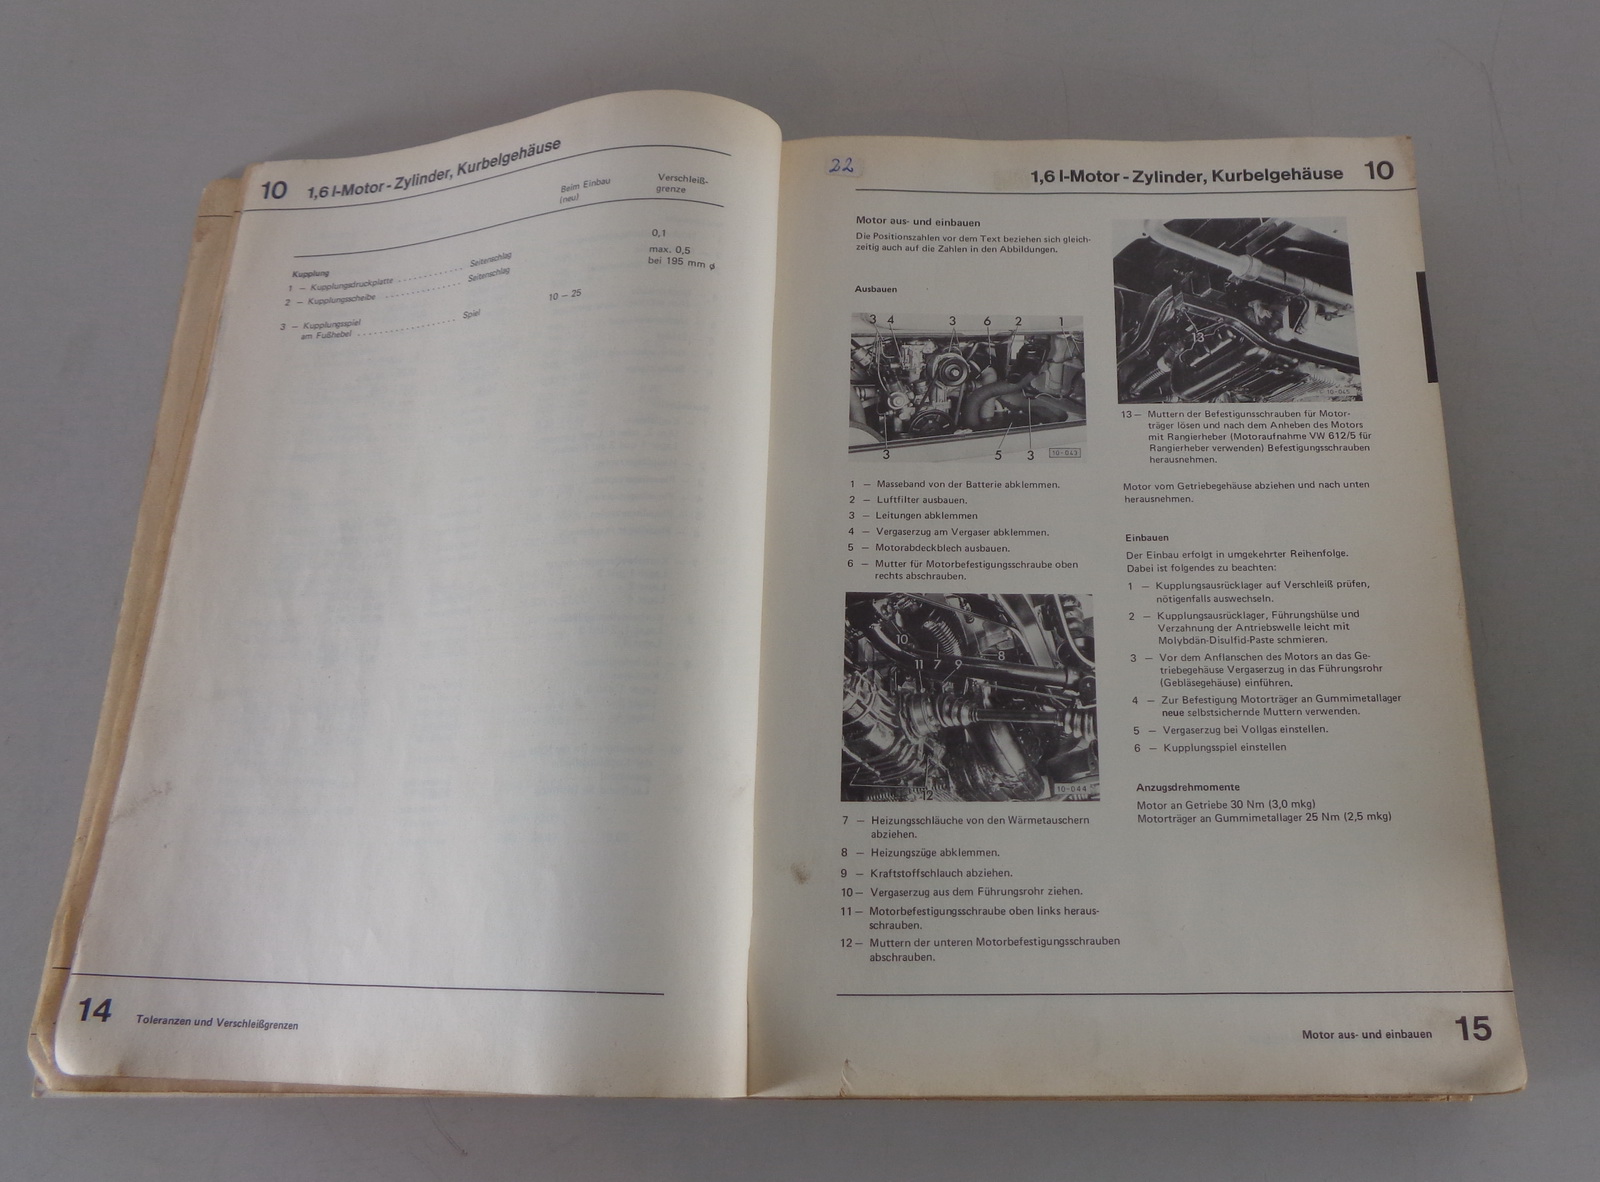 10 1,6 l-Motor - Zylinder, Kurbelgehäuse
Beim Einbau
(neu)
Verschleiß-
grenze
Kupplung
1 – Kupplungsdruckplatte .................... Seitenschlag 0,1
2 – Kupplungsscheibe .................... Seitenschlag max. 0,5
bei 195 mm ø
3 – Kupplungsspiel
am Fußhebel .................... Spiel 10 – 25
14 Toleranzen und Verschleißgrenzen
22
1,6 l-Motor - Zylinder, Kurbelgehäuse 10
Motor aus- und einbauen
Die Positionszahlen vor dem Text beziehen sich gleich-
zeitig auch auf die Zahlen in den Abbildungen.
Ausbauen
3 4 3 6 2 1
3 5 3 10-043
1 – Masseband von der Batterie abklemmen.
2 – Luftfilter ausbauen.
3 – Leitungen abklemmen
4 – Vergaserzug am Vergaser abklemmen.
5 – Motorabdeckblech ausbauen.
6 – Mutter für Motorbefestigungsschraube oben
rechts abschrauben.
10
11 7 9 8
12
10-044
7 – Heizungsschläuche von den Wärmetauschern
abziehen.
8 – Heizungszüge abklemmen.
9 – Kraftstoffschlauch abziehen.
10 – Vergaserzug aus dem Führungsrohr ziehen.
11 – Motorbefestigungsschraube oben links heraus-
schrauben.
12 – Muttern der unteren Motorbefestigungsschrauben
abschrauben.
13
10-045
13 – Muttern der Befestigunsschrauben für Motor-
träger lösen und nach dem Anheben des Motors
mit Rangierheber (Motoraufnahme VW 612/5 für
Rangierheber verwenden) Befestigungsschrauben
herausnehmen.
Motor vom Getriebegehäuse abziehen und nach unten
herausnehmen.
Einbauen
Der Einbau erfolgt in umgekehrter Reihenfolge.
Dabei ist folgendes zu beachten:
1 – Kupplungsausrücklager auf Verschleiß prüfen,
nötigenfalls auswechseln.
2 – Kupplungsausrücklager, Führungshülse und
Verzahnung der Antriebswelle leicht mit
Molybdän-Disulfid-Paste schmieren.
3 – Vor dem Anflanschen des Motors an das Ge-
triebegehäuse Vergaserzug in das Führungsrohr
(Gebläsegehäuse) einführen.
4 – Zur Befestigung Motorträger an Gummimetallager
neue selbstsichernde Muttern verwenden.
5 – Vergaserzug bei Vollgas einstellen.
6 – Kupplungsspiel einstellen
Anzugsdrehmomente
Motor an Getriebe 30 Nm (3,0 mkg)
Motorträger an Gummimetallager 25 Nm (2,5 mkg)
Motor aus- und einbauen 15